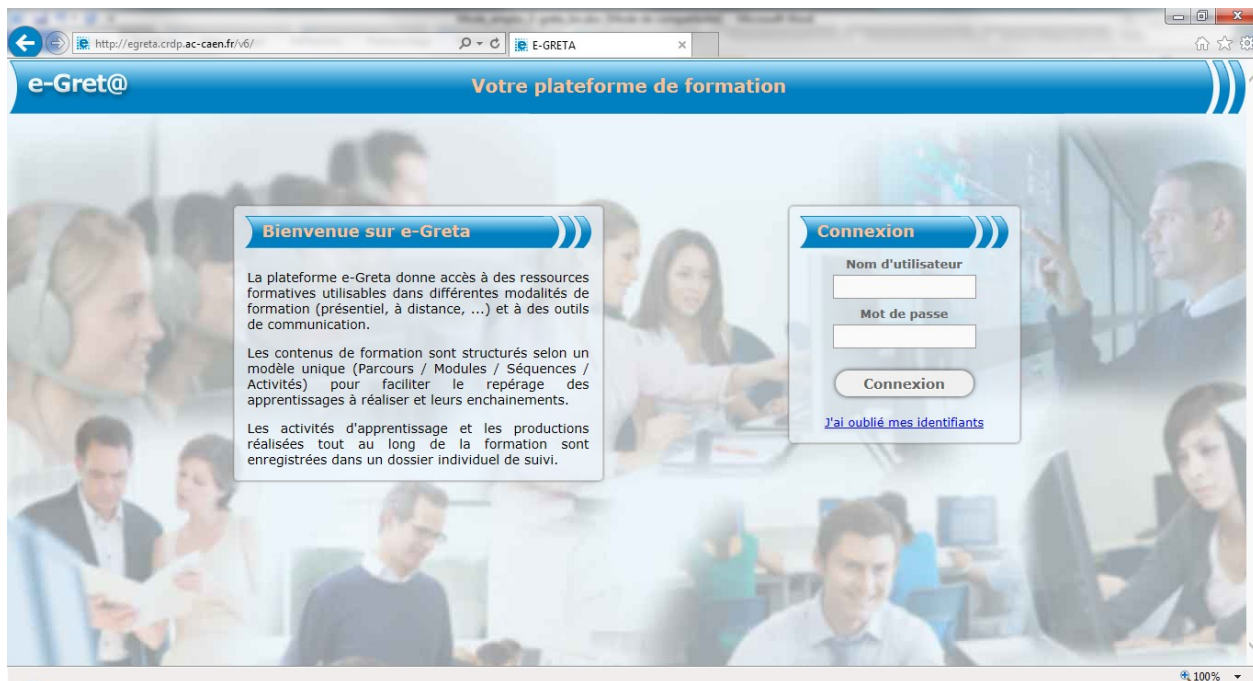 http://egreta.crdp.ac-caen.fr/v6/
E-GRETA
e-Gret@
Votre plateforme de formation
Bienvenue sur e-Greta
La plateforme e-Greta donne accès à des ressources
formatives utilisables dans différentes modalités de
formation (présentiel, à distance, ...) et à des outils
de communication.
Les contenus de formation sont structurés selon un
modèle unique (Parcours / Modules / Séquences /
Activités) pour faciliter le repérage des
apprentissages à réaliser et leurs enchainements.
Les activités d'apprentissage et les productions
réalisées tout au long de la formation sont
enregistrées dans un dossier individuel de suivi.
Connexion
Nom d'utilisateur
Mot de passe
Connexion
J'ai oublié mes identifiants
100%